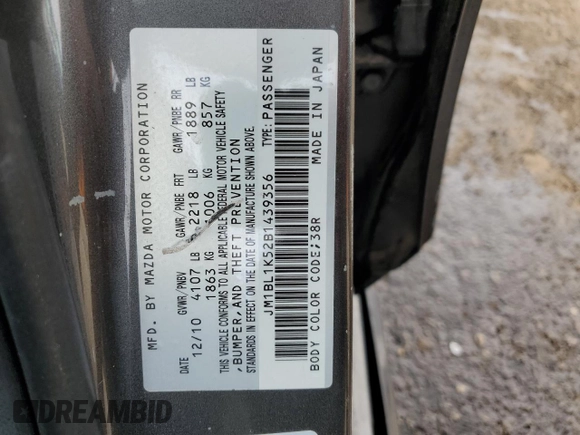 MFD. BY MAZDA MOTOR CORPORATION
DATE GVWR/PNBV GAWR/PNBE FRT GAWR/PNBE RR
12/10 4107 LB 2218 LB 1889 LB
1863 KG 1006 KG 857 KG
THIS VEHICLE CONFORMS TO ALL APPLICABLE FEDERAL MOTOR VEHICLE SAFETY
,BUMPER,AND THEFT PREVENTION
STANDARDS IN EFFECT ON THE DATE OF MANUFACTURE SHOWN ABOVE.
JM1BL1K52B1439356 TYPE:PASSENGER
BODY COLOR CODE;38R MADE IN JAPAN
DREAMBID